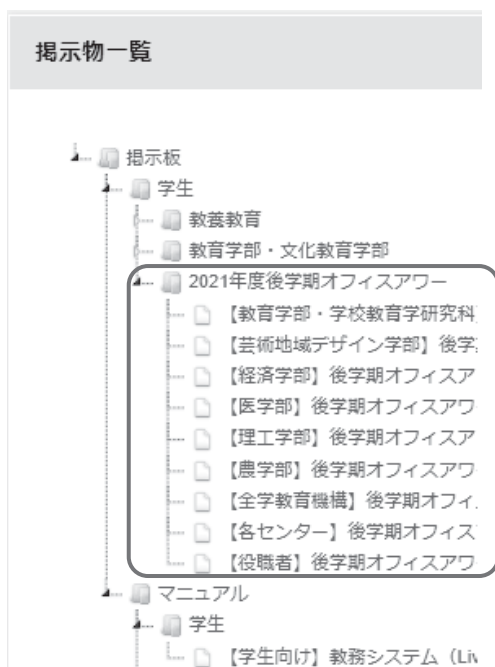 掲示物一覧
掲示板
学生
教養教育
教育学部・文化教育学部
2021年度後学期オフィスアワー
【教育学部・学校教育学研究科
【芸術地域デザイン学部】後学
【経済学部】後学期オフィスア
【医学部】後学期オフィスアワ
【理工学部】後学期オフィスア
【農学部】後学期オフィスアワ
【全学教育機構】後学期オフィ
【各センター】後学期オフィス
【役職者】後学期オフィスアワ
マニュアル
学生
【学生向け】教務システム（Liv